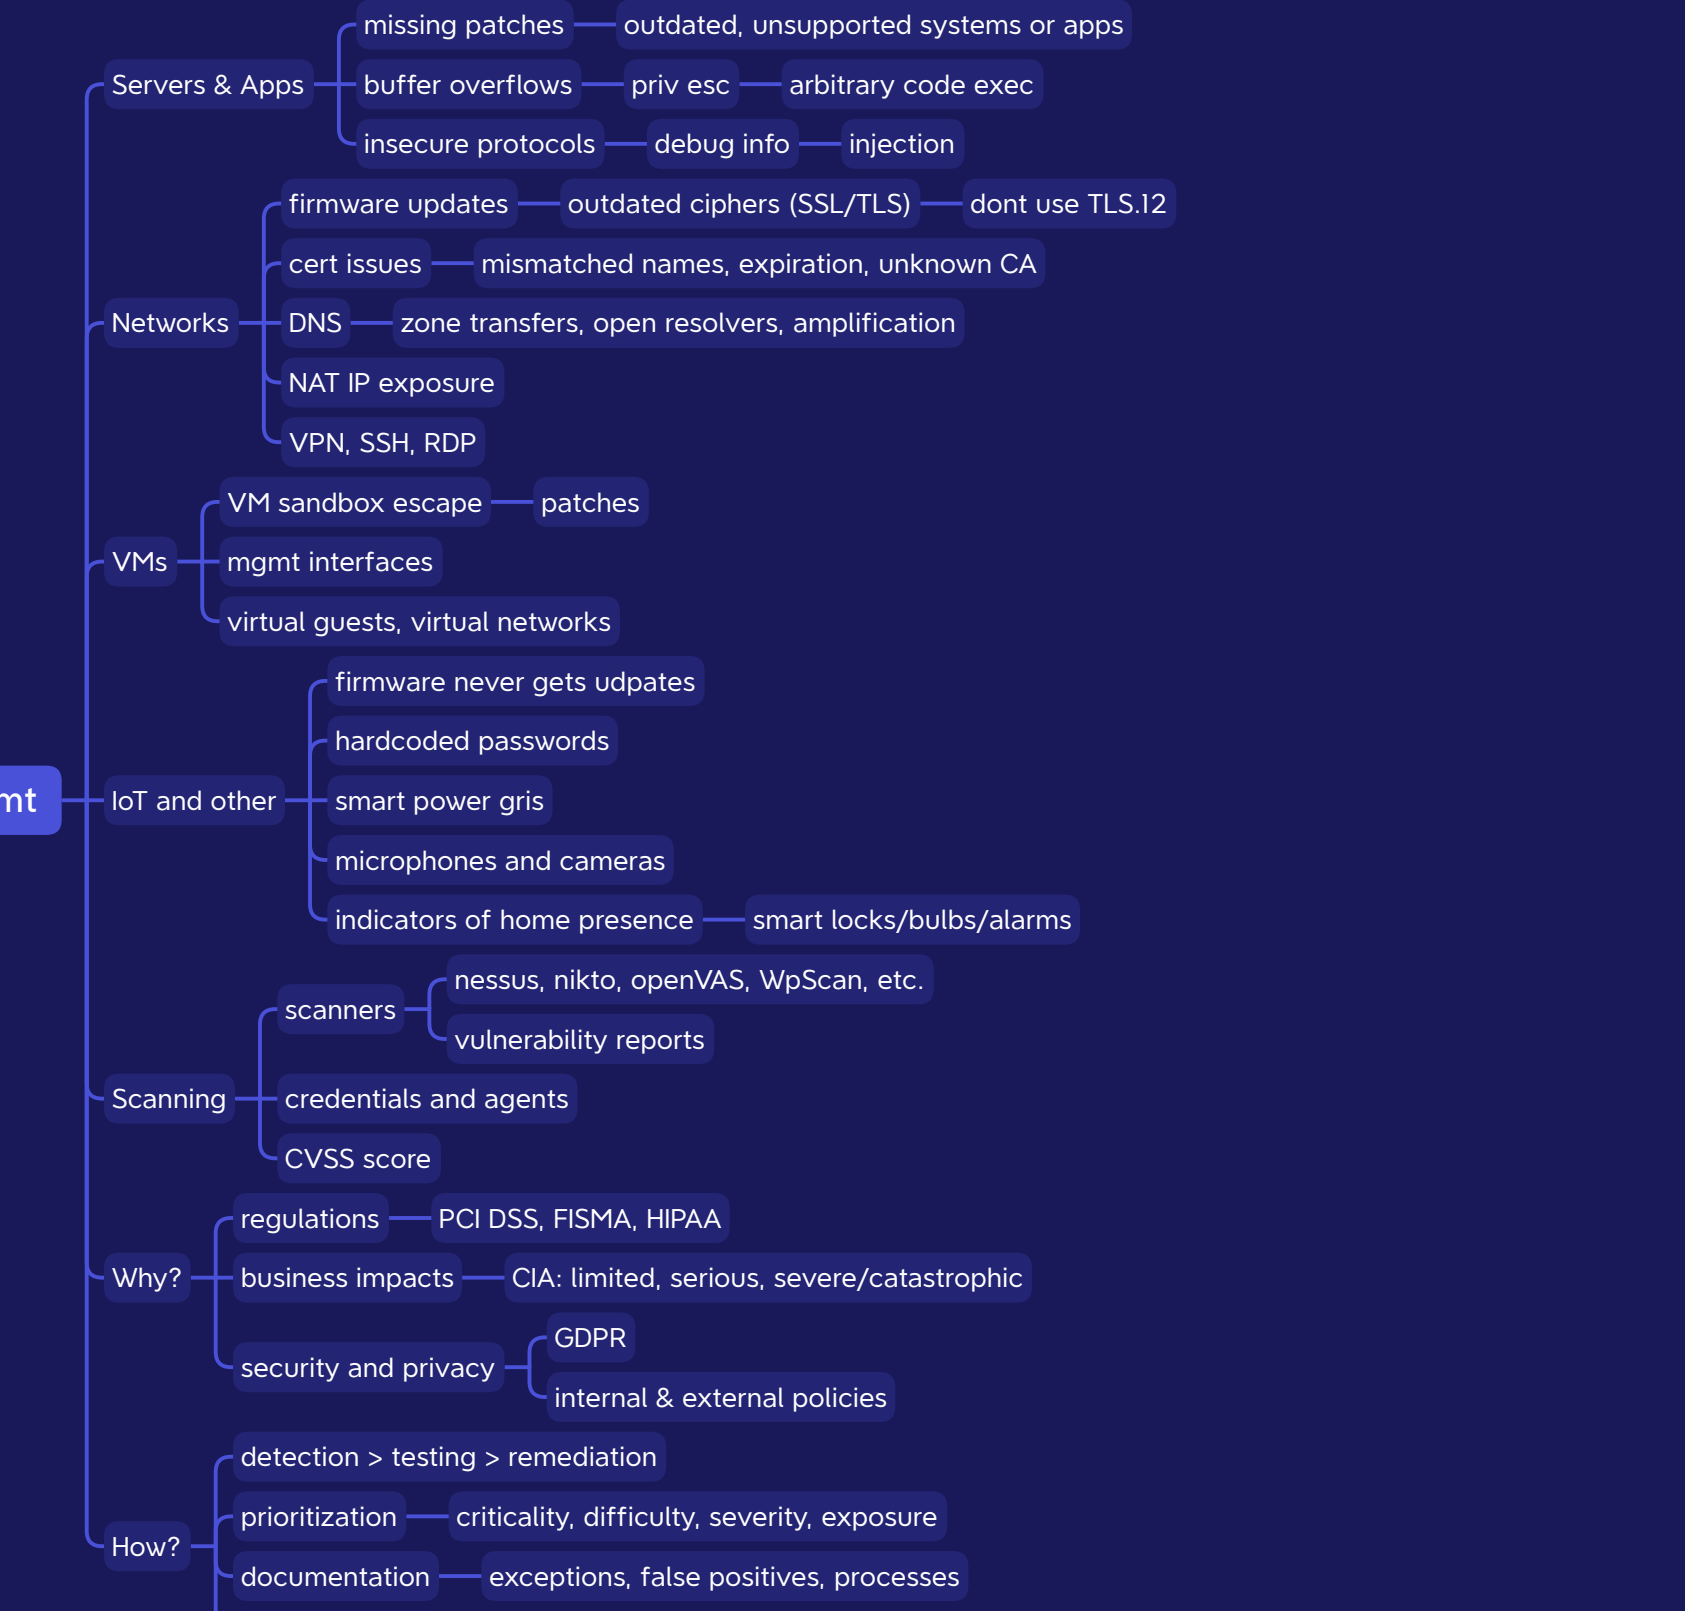 missing patches
outdated, unsupported systems or apps
Servers & Apps
buffer overflows
priv esc
arbitrary code exec
insecure protocols
debug info
injection
firmware updates
outdated ciphers (SSL/TLS)
dont use TLS.12
cert issues
mismatched names, expiration, unknown CA
Networks
DNS
zone transfers, open resolvers, amplification
NAT IP exposure
VPN, SSH, RDP
VM sandbox escape
patches
VMs
mgmt interfaces
virtual guests, virtual networks
firmware never gets udpates
hardcoded passwords
mt
IoT and other
smart power gris
microphones and cameras
indicators of home presence
smart locks/bulbs/alarms
nessus, nikto, openVAS, WpScan, etc.
scanners
vulnerability reports
Scanning
credentials and agents
CVSS score
regulations
PCI DSS, FISMA, HIPAA
Why?
business impacts
CIA: limited, serious, severe/catastrophic
GDPR
security and privacy
internal & external policies
detection > testing > remediation
prioritization
criticality, difficulty, severity, exposure
How?
documentation
exceptions, false positives, processes